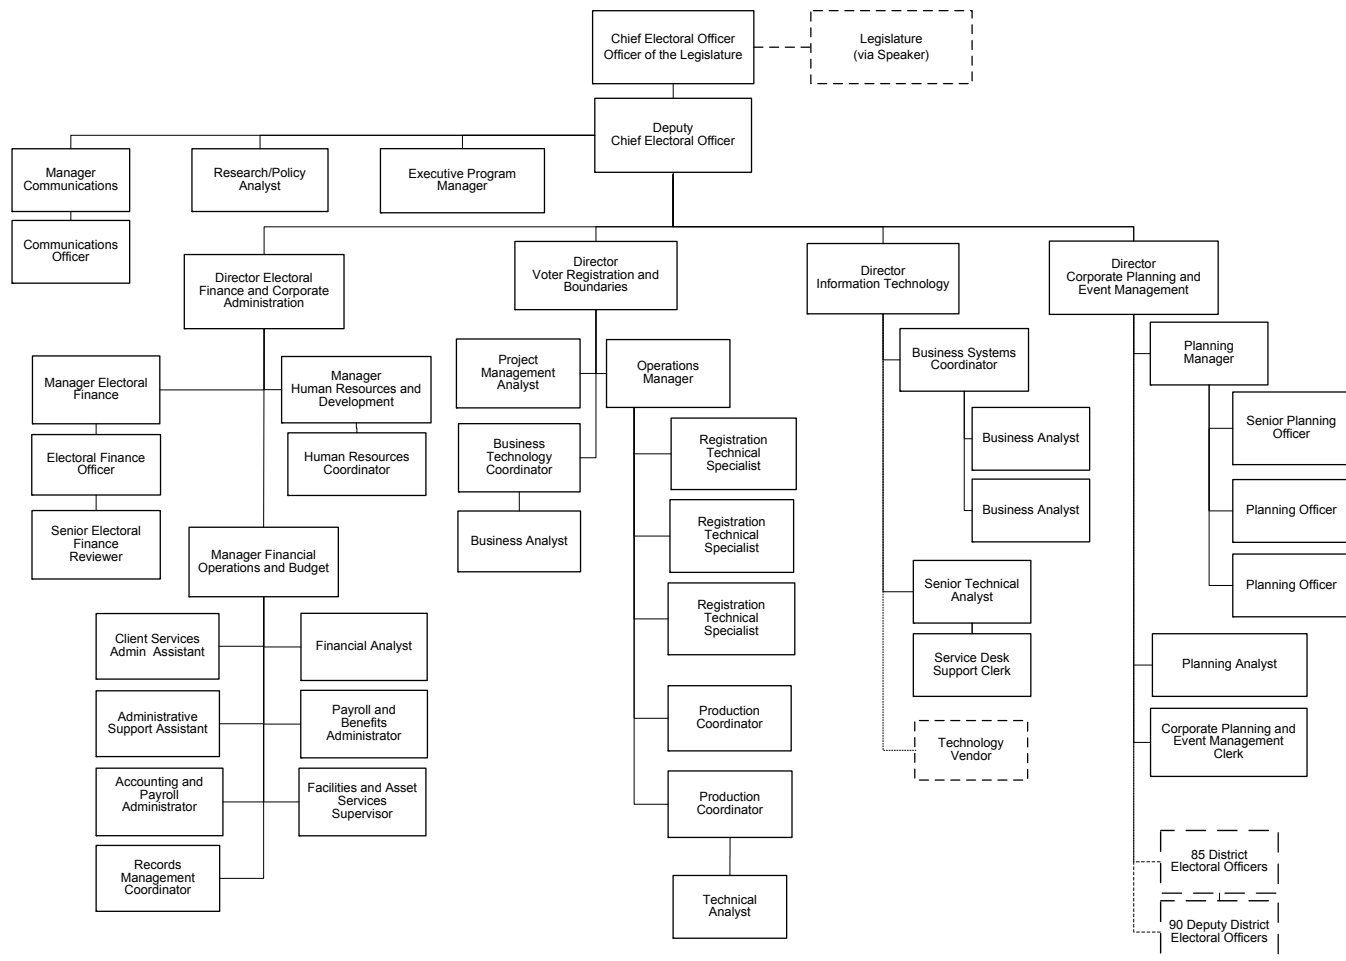 Chief Electoral Officer
Officer of the Legislature
Legislature
(via Speaker)
Deputy
Chief Electoral Officer
Manager
Communications
Research/Policy
Analyst
Executive Program
Manager
Communications
Officer
Director Electoral
Finance and Corporate
Administration
Director
Voter Registration and
Boundaries
Director
Information Technology
Director
Corporate Planning and
Event Management
Manager Electoral
Finance
Manager
Human Resources and
Development
Electoral Finance
Officer
Human Resources
Coordinator
Senior Electoral
Finance
Reviewer
Manager Financial
Operations and Budget
Client Services
Admin  Assistant
Financial Analyst
Administrative
Support Assistant
Payroll and
Benefits
Administrator
Accounting and
Payroll
Administrator
Facilities and Asset
Services
Supervisor
Records
Management
Coordinator
Project
Management
Analyst
Operations
Manager
Business
Technology
Coordinator
Business Analyst
Registration
Technical
Specialist
Registration
Technical
Specialist
Registration
Technical
Specialist
Production
Coordinator
Production
Coordinator
Technical
Analyst
Business Systems
Coordinator
Business Analyst
Business Analyst
Senior Technical
Analyst
Service Desk
Support Clerk
Technology
Vendor
Planning
Manager
Senior Planning
Officer
Planning Officer
Planning Officer
Planning Analyst
Corporate Planning and
Event Management
Clerk
85 District
Electoral Officers
90 Deputy District
Electoral Officers